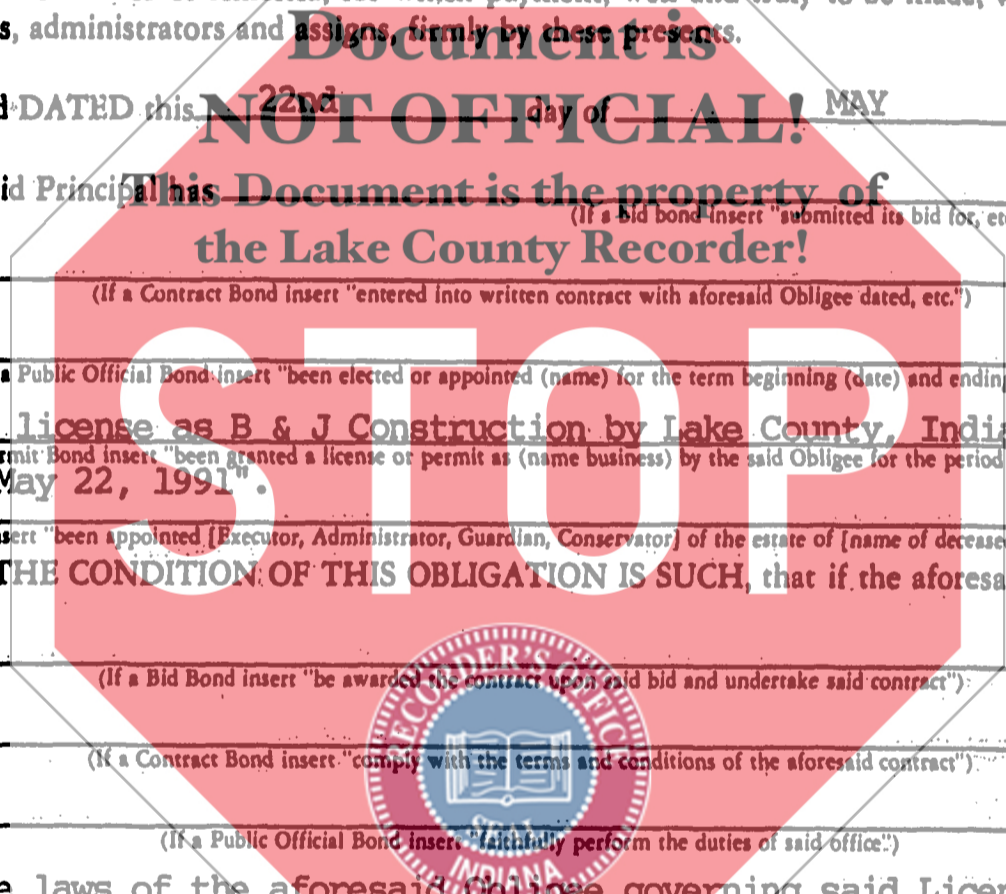 s, administrators and assigns, firmly by these presents.
Document is
DATED this 22nd day of MAY
NOT OFFICIAL!
id Principal has
This Document is the property of
(If a bid bond insert "submitted its bid for, etc
the Lake County Recorder!
(If a Contract Bond insert "entered into written contract with aforesaid Obligee dated, etc.")
STOP
a Public Official Bond insert "been elected or appointed (name) for the term beginning (date) and ending
license as B & J Construction by Lake County, India
rmit Bond insert "been granted a license or permit as (name business) by the said Obligee for the period
May 22, 1991".
sert "been appointed [Executor, Administrator, Guardian, Conservator] of the estate of [name of decease
THE CONDITION OF THIS OBLIGATION IS SUCH, that if the aforesa
RECORDER'S OFFICE
(If a Bid Bond insert "be awarded the contract upon said bid and undertake said contract")
(If a Contract Bond insert "comply with the terms and conditions of the aforesaid contract")
SEAL
(If a Public Official Bond insert "faithfully perform the duties of said office")
INDIANA
laws of the aforesaid Obligee governing said Lice